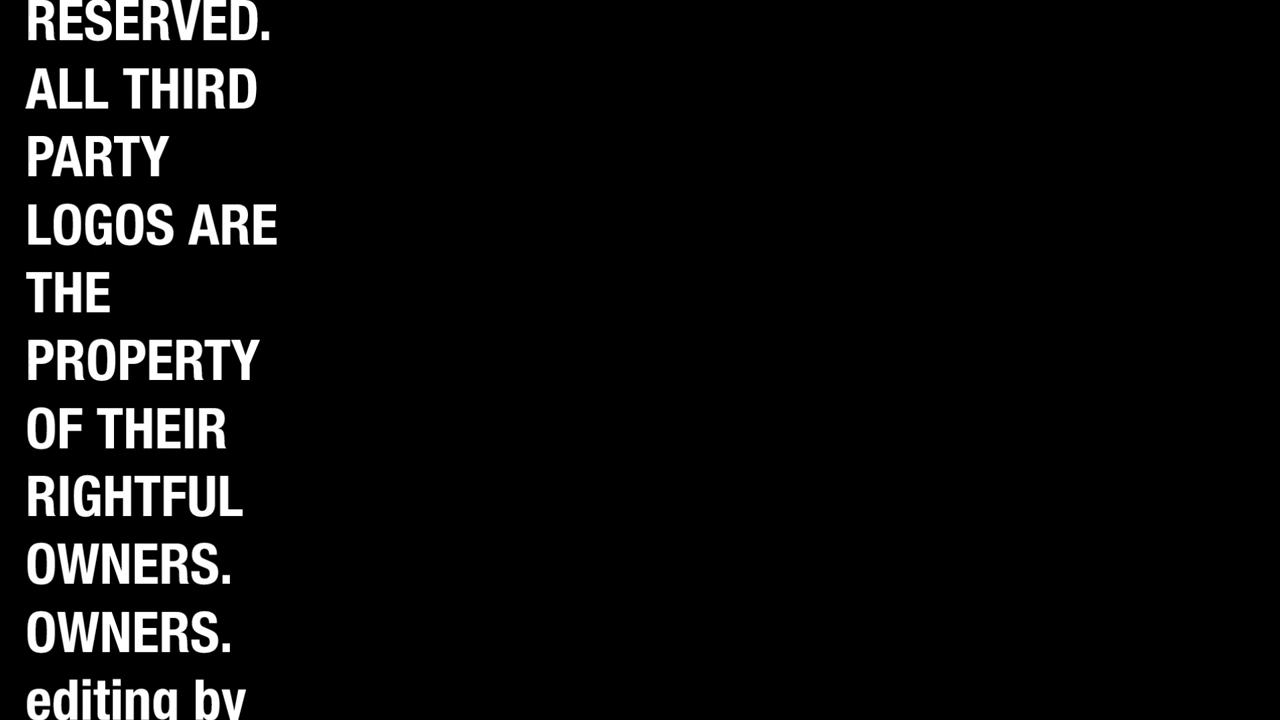 RESERVED.
ALL THIRD
PARTY
LOGOS ARE
THE
PROPERTY
OF THEIR
RIGHTFUL
OWNERS.
OWNERS.
editing by